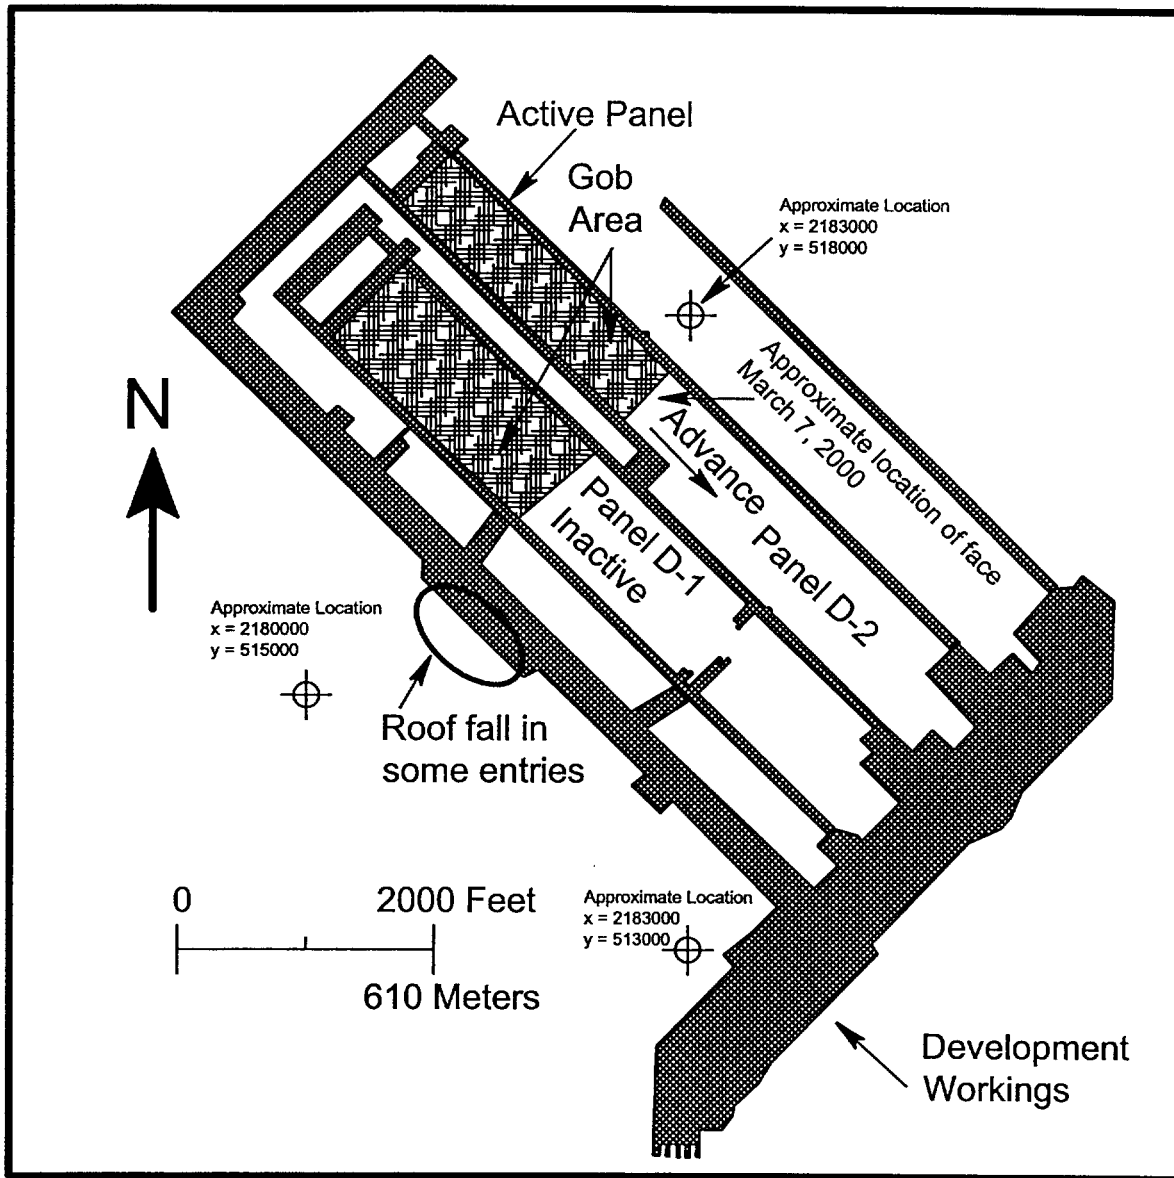 Active Panel
Gob
Area
Approximate Location
x = 2183000
y = 518000
Approximate location of face
March 7, 2000
N
Advance
Panel D-2
Panel D-1
Inactive
Approximate Location
x = 2180000
y = 515000
Roof fall in
some entries
0 2000 Feet
610 Meters
Approximate Location
x = 2183000
y = 513000
Development
Workings